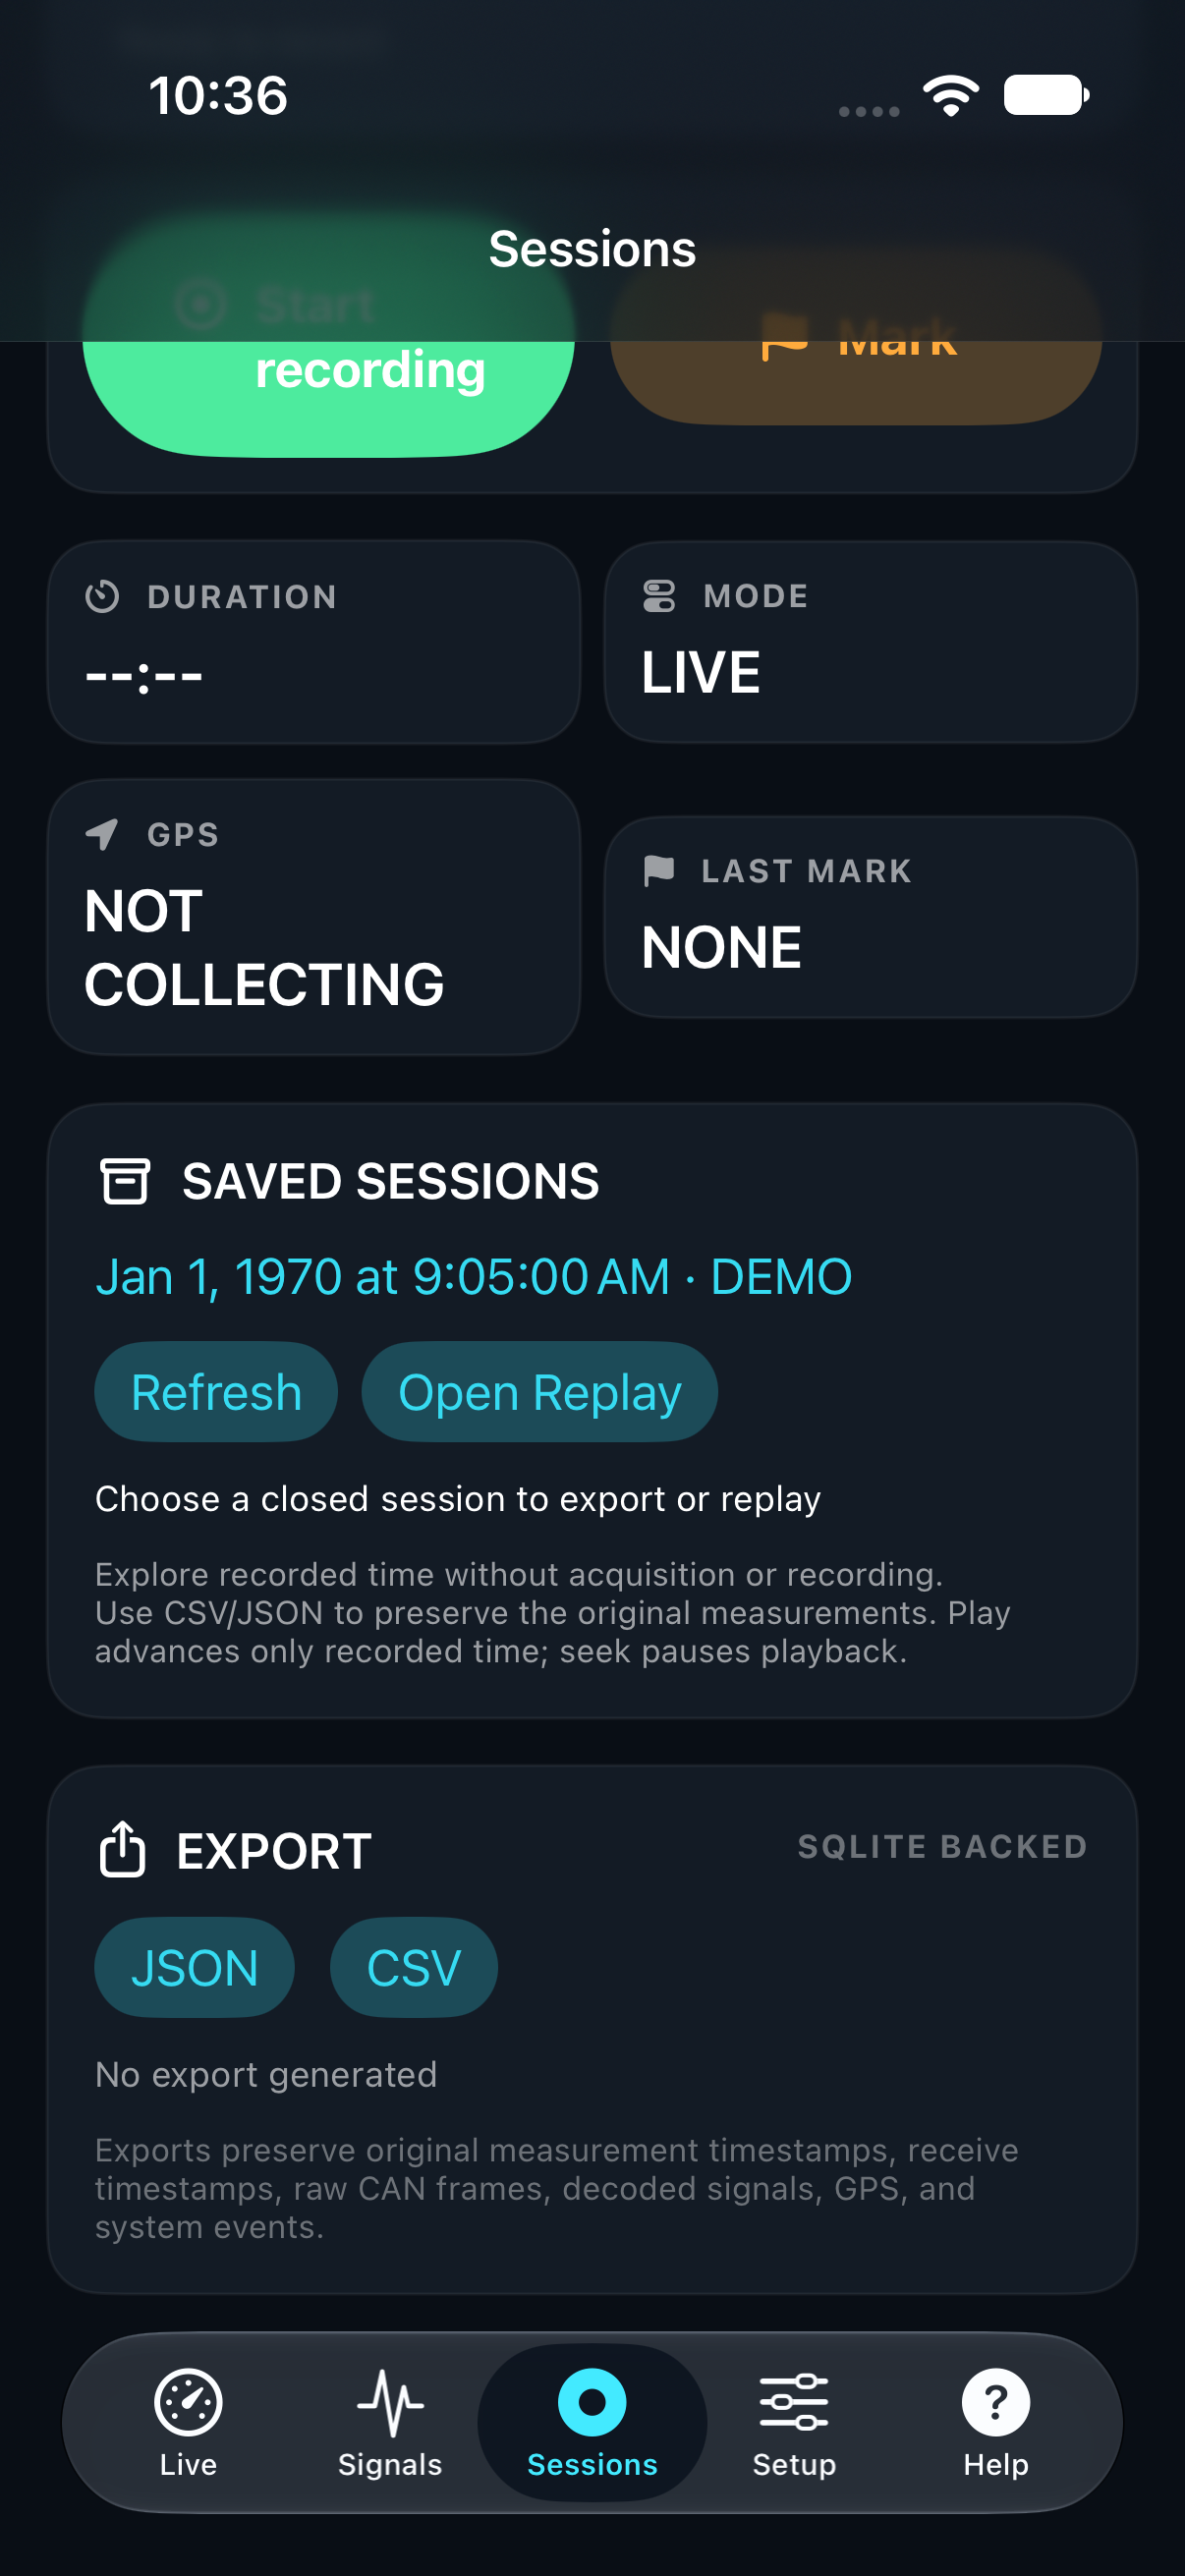 10:36
Sessions
Start
recording
Mark
DURATION
--:--
MODE
LIVE
GPS
NOT
COLLECTING
LAST MARK
NONE
SAVED SESSIONS
Jan 1, 1970 at 9:05:00 AM · DEMO
Refresh
Open Replay
Choose a closed session to export or replay
Explore recorded time without acquisition or recording.
Use CSV/JSON to preserve the original measurements. Play
advances only recorded time; seek pauses playback.
EXPORT
SQLITE BACKED
JSON
CSV
No export generated
Exports preserve original measurement timestamps, receive
timestamps, raw CAN frames, decoded signals, GPS, and
system events.
Live
Signals
Sessions
Setup
Help